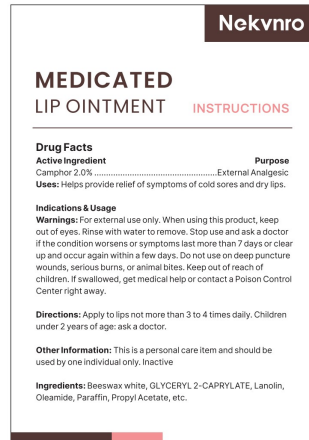 Nekvnro
MEDICATED
LIP OINTMENT INSTRUCTIONS
Drug Facts
Active Ingredient Purpose
Camphor 2.0% ................................................External Analgesic
Uses: Helps provide relief of symptoms of cold sores and dry lips.
Indications & Usage
Warnings: For external use only. When using this product, keep
out of eyes. Rinse with water to remove. Stop use and ask a doctor
if the condition worsens or symptoms last more than 7 days or clear
up and occur again within a few days. Do not use on deep puncture
wounds, serious burns, or animal bites. Keep out of reach of
children. If swallowed, get medical help or contact a Poison Control
Center right away.
Directions: Apply to lips not more than 3 to 4 times daily. Children
under 2 years of age: ask a doctor.
Other Information: This is a personal care item and should be
used by one individual only. Inactive
Ingredients: Beeswax white, GLYCERYL 2-CAPRYLATE, Lanolin,
Oleamide, Paraffin, Propyl Acetate, etc.